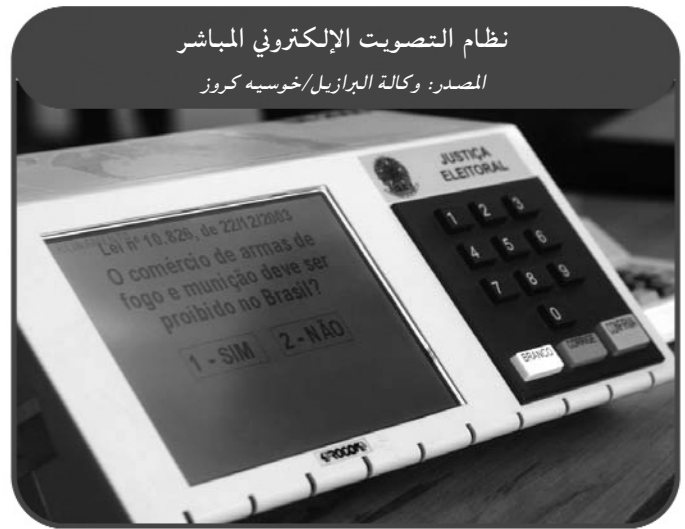 نظام التصويت الإلكتروني المباشر
المصدر: وكالة البرازيل/خوسيه كروز
JUSTIÇA
ELEITORAL
Lei nº 10.826, de 22/12/2003
O comércio de armas de
fogo e munição deve ser
proibido no Brasil?
1 - SIM 2 - NÃO
1 2 3
4 5 6
7 8 9
0
BRANCO CORRIGE CONFIRMA
PROCOMP